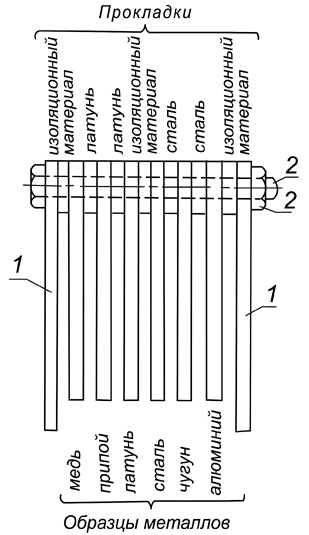 Прокладки
изоляционный
материал
латунь
латунь
изоляционный
материал
сталь
сталь
изоляционный
материал
2
2
1
1
медь
припой
латунь
сталь
чугун
алюминий
Образцы металлов